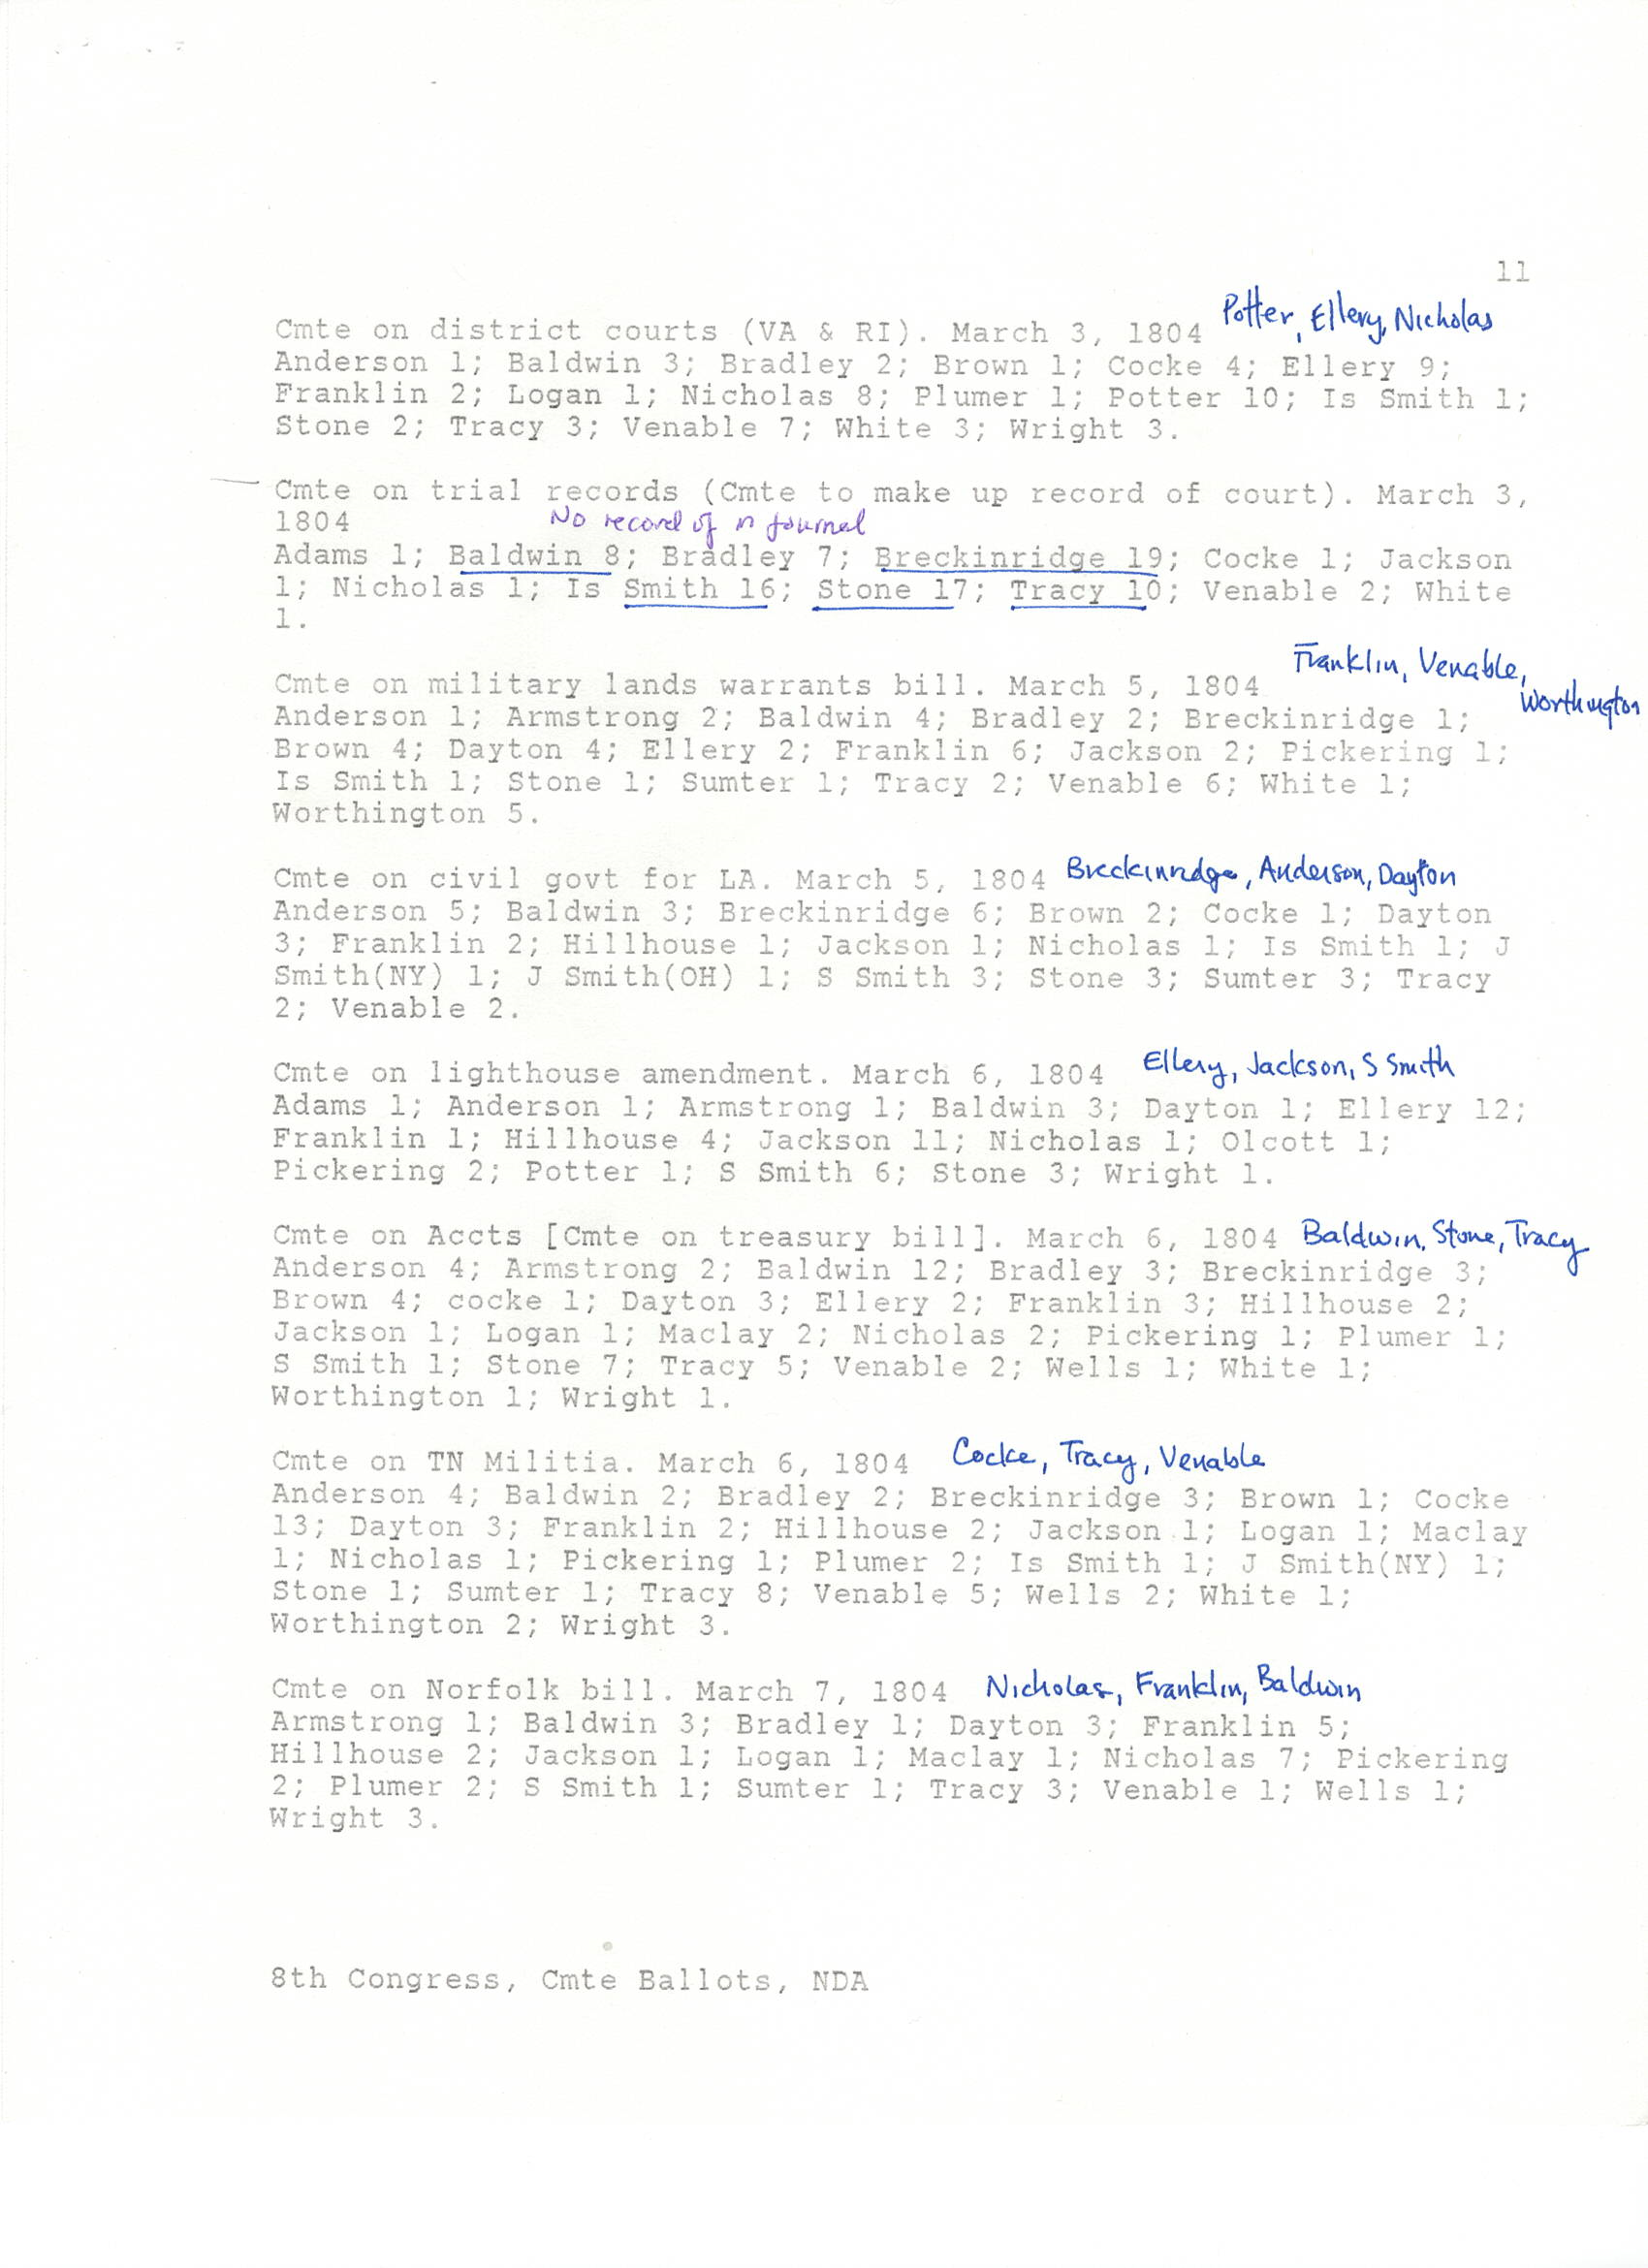 11
Potter, Ellery, Nicholas
Cmte on district courts (VA & RI). March 3, 1804
Anderson 1; Baldwin 3; Bradley 2; Brown 1; Cocke 4; Ellery 9;
Franklin 2; Logan 1; Nicholas 8; Plumer 1; Potter 10; Is Smith 1;
Stone 2; Tracy 3; Venable 7; White 3; Wright 3.
Cmte on trial records (Cmte to make up record of court). March 3,
1804 No record of in Journal
Adams 1; Baldwin 8; Bradley 7; Breckinridge 19; Cocke 1; Jackson
1; Nicholas 1; Is Smith 16; Stone 17; Tracy 10; Venable 2; White
1.
Franklin, Venable,
Worthington
Cmte on military lands warrants bill. March 5, 1804
Anderson 1; Armstrong 2; Baldwin 4; Bradley 2; Breckinridge 1;
Brown 4; Dayton 4; Ellery 2; Franklin 6; Jackson 2; Pickering 1;
Is Smith 1; Stone 1; Sumter 1; Tracy 2; Venable 6; White 1;
Worthington 5.
Cmte on civil govt for LA. March 5, 1804 Breckinridge, Anderson, Dayton
Anderson 5; Baldwin 3; Breckinridge 6; Brown 2; Cocke 1; Dayton
3; Franklin 2; Hillhouse 1; Jackson 1; Nicholas 1; Is Smith 1; J
Smith(NY) 1; J Smith(OH) 1; S Smith 3; Stone 3; Sumter 3; Tracy
2; Venable 2.
Cmte on lighthouse amendment. March 6, 1804 Ellery, Jackson, S Smith
Adams 1; Anderson 1; Armstrong 1; Baldwin 3; Dayton 1; Ellery 12;
Franklin 1; Hillhouse 4; Jackson 11; Nicholas 1; Olcott 1;
Pickering 2; Potter 1; S Smith 6; Stone 3; Wright 1.
Cmte on Accts [Cmte on treasury bill]. March 6, 1804 Baldwin, Stone, Tracy
Anderson 4; Armstrong 2; Baldwin 12; Bradley 3; Breckinridge 3;
Brown 4; cocke 1; Dayton 3; Ellery 2; Franklin 3; Hillhouse 2;
Jackson 1; Logan 1; Maclay 2; Nicholas 2; Pickering 1; Plumer 1;
S Smith 1; Stone 7; Tracy 5; Venable 2; Wells 1; White 1;
Worthington 1; Wright 1.
Cmte on TN Militia. March 6, 1804 Cocke, Tracy, Venable
Anderson 4; Baldwin 2; Bradley 2; Breckinridge 3; Brown 1; Cocke
13; Dayton 3; Franklin 2; Hillhouse 2; Jackson 1; Logan 1; Maclay
1; Nicholas 1; Pickering 1; Plumer 2; Is Smith 1; J Smith(NY) 1;
Stone 1; Sumter 1; Tracy 8; Venable 5; Wells 2; White 1;
Worthington 2; Wright 3.
Cmte on Norfolk bill. March 7, 1804 Nicholas, Franklin, Baldwin
Armstrong 1; Baldwin 3; Bradley 1; Dayton 3; Franklin 5;
Hillhouse 2; Jackson 1; Logan 1; Maclay 1; Nicholas 7; Pickering
2; Plumer 2; S Smith 1; Sumter 1; Tracy 3; Venable 1; Wells 1;
Wright 3.
8th Congress, Cmte Ballots, NDA